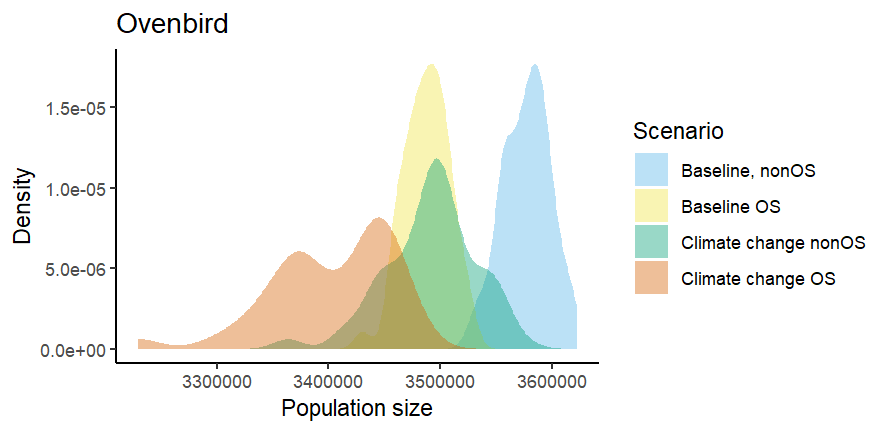 Ovenbird
Density
1.5e-05
1.0e-05
5.0e-06
0.0e+00
3300000 3400000 3500000 3600000
Population size
Scenario
Baseline, nonOS
Baseline OS
Climate change nonOS
Climate change OS